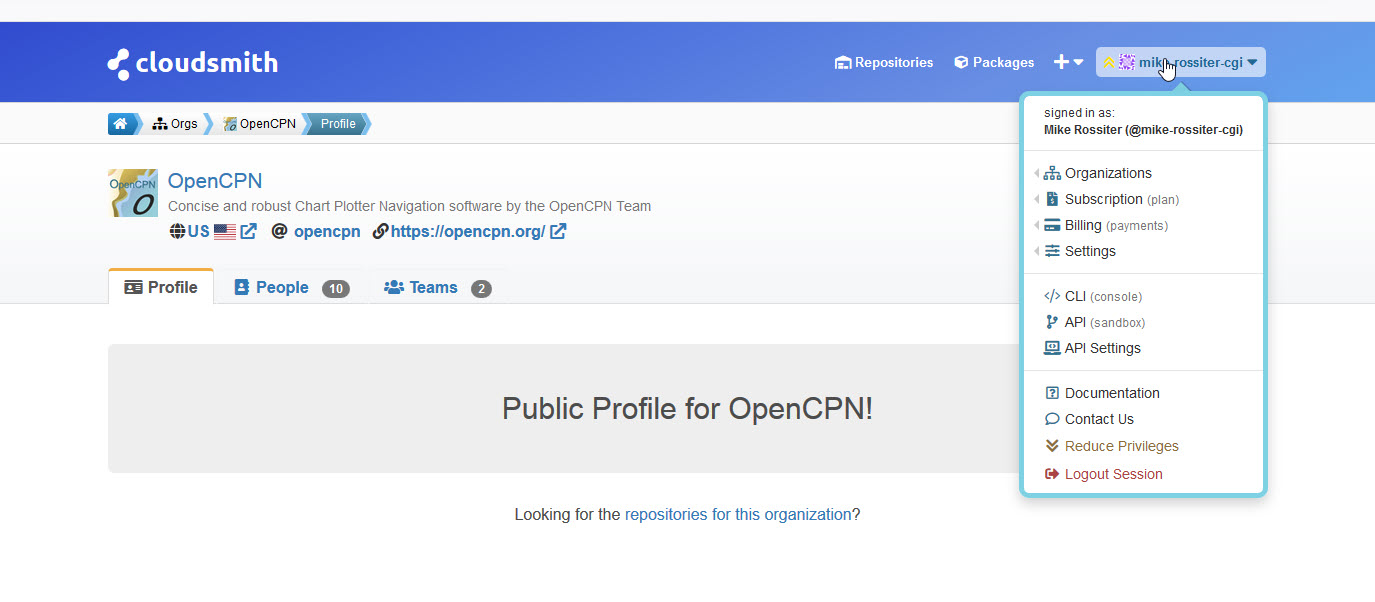 cloudsmith
Repositories
Packages
mike-rossiter-cgi
Orgs
OpenCPN
Profile
signed in as:
Mike Rossiter (@mike-rossiter-cgi)
OpenCPN
OpenCPN
Concise and robust Chart Plotter Navigation software by the OpenCPN Team
US
opencpn
https://opencpn.org/
Profile
People 10
Teams 2
Organizations
Subscription (plan)
Billing (payments)
Settings
CLI (console)
API (sandbox)
API Settings
Documentation
Contact Us
Reduce Privileges
Logout Session
Public Profile for OpenCPN!
Looking for the repositories for this organization?